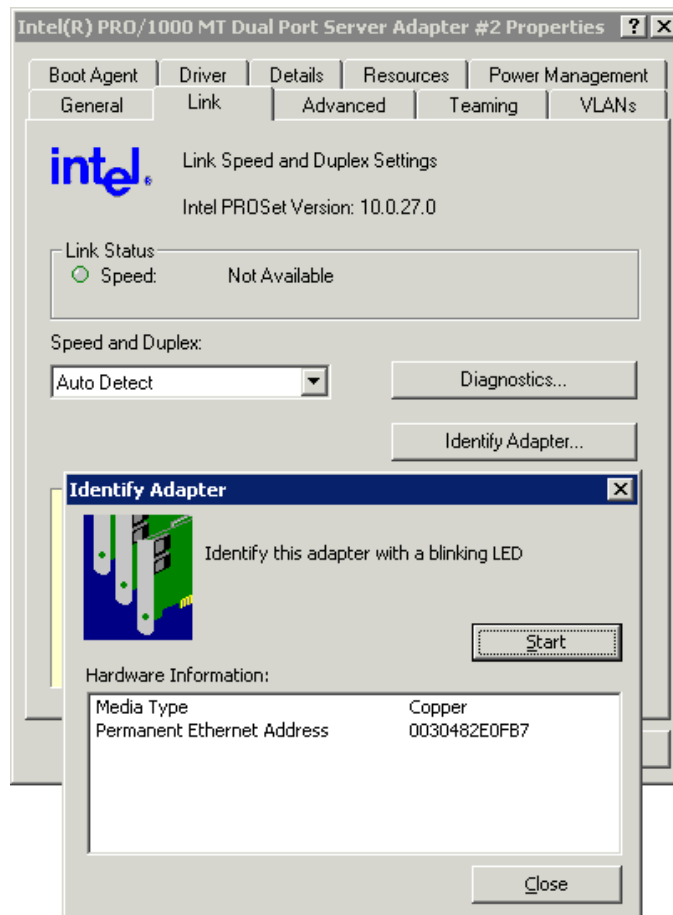 Intel(R) PRO/1000 MT Dual Port Server Adapter #2 Properties
Boot Agent Driver Details Resources Power Management
General Link Advanced Teaming VLANs
intel® Link Speed and Duplex Settings
Intel PROSet Version: 10.0.27.0
Link Status
Speed: Not Available
Speed and Duplex:
Auto Detect Diagnostics...
Identify Adapter...
Identify Adapter
Identify this adapter with a blinking LED
Start
Hardware Information:
Media Type Copper
Permanent Ethernet Address 0030482E0FB7
Close